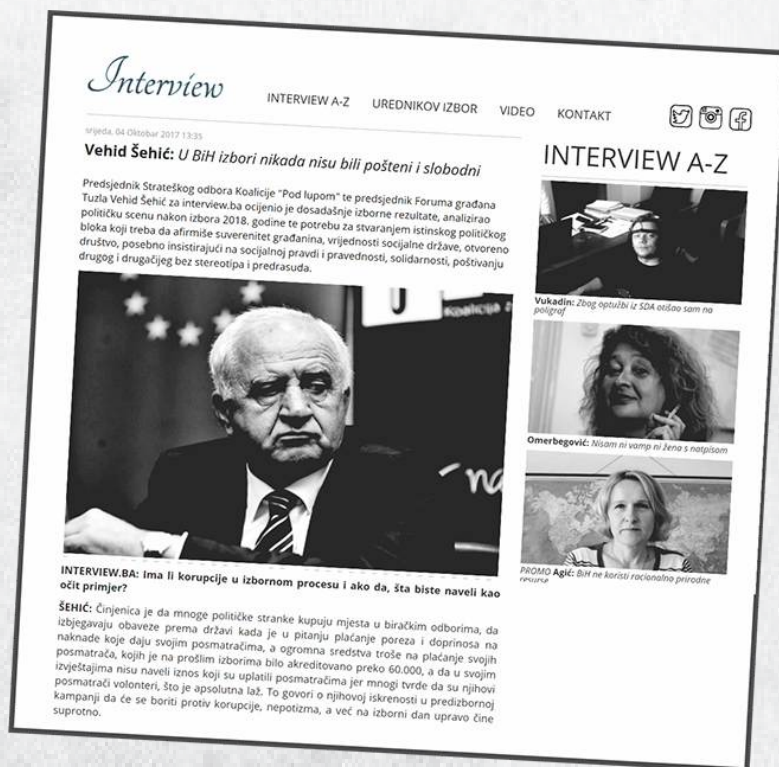 Interview
INTERVIEW A-Z UREDNIKOV IZBOR VIDEO KONTAKT
srijeda, 04 Oktobar 2017 13:35
Vehid Šehić: U BiH izbori nikada nisu bili pošteni i slobodni
Predsjednik Strateškog odbora Koalicije "Pod lupom" te predsjednik Foruma građana
Tuzla Vehid Šehić za interview.ba ocijenio je dosadašnje izborne rezultate, analizirao
političku scenu nakon izbora 2018. godine te potrebu za stvaranjem istinskog političkog
bloka koji treba da afirmiše suverenitet građanina, vrijednosti socijalne države, otvoreno
društvo, posebno insistirajući na socijalnoj pravdi i pravednosti, solidarnosti, poštivanju
drugog i drugačijeg bez stereotipa i predrasuda.
U
Koalicija z
na
INTERVIEW.BA: Ima li korupcije u izbornom procesu i ako da, šta biste naveli kao
očit primjer?
ŠEHIĆ: Činjenica je da mnoge političke stranke kupuju mjesta u biračkim odborima, da
izbjegavaju obaveze prema državi kada je u pitanju plaćanje poreza i doprinosa na
naknade koje daju svojim posmatračima, a ogromna sredstva troše na plaćanje svojih
posmatrača, kojih je na prošlim izborima bilo akreditovano preko 60.000, a da u svojim
izvještajima nisu naveli iznos koji su uplatili posmatračima jer mnogi tvrde da su njihovi
posmatrači volonteri, što je apsolutna laž. To govori o njihovoj iskrenosti u predizbornoj
kampanji da će se boriti protiv korupcije, nepotizma, a već na izborni dan upravo čine
suprotno.
INTERVIEW A-Z
Vukadin: Zbog optužbi iz SDA otišao sam na
poligraf
Omerbegović: Nisam ni vamp ni žena s natpisom
PROMO Agić: BiH ne koristi racionalno prirodne
resurse